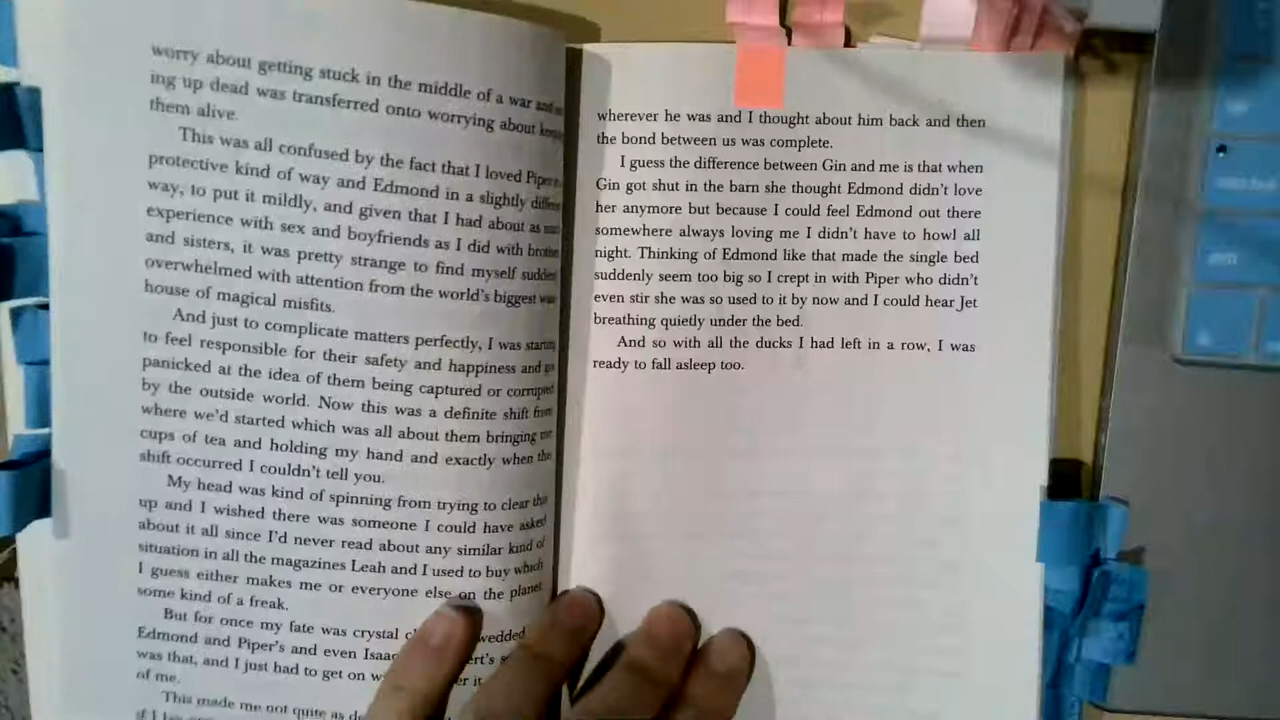 worry about getting stuck in the middle of a war and
ing up dead was transferred onto worrying about
them alive.
This was all confused by the fact that I loved Piper
protective kind of way and Edmond in a slightly
way, to put it mildly, and given that I had about as
experience with sex and boyfriends as I did with
and sisters, it was pretty strange to find myself
overwhelmed with attention from the world's biggest
house of magical misfits.
And just to complicate matters perfectly, I was
to feel responsible for their safety and happiness and
panicked at the idea of them being captured or corrupted
by the outside world. Now this was a definite shift from
where we'd started which was all about them bringing me
cups of tea and holding my hand and exactly when the
shift occurred I couldn't tell you.
My head was kind of spinning from trying to clear this
up and I wished there was someone I could have asked
about it all since I'd never read about any similar kind of
situation in all the magazines Leah and I used to buy which
I guess either makes me or everyone else on the planet
some kind of a freak.
But for once my fate was crystal wedded
Edmond and Piper's and even
was that, and I just had to get on
of me.
This made me not quite as
wherever he was and I thought about him back and then
the bond between us was complete.
I guess the difference between Gin and me is that when
Gin got shut in the barn she thought Edmond didn't love
her anymore but because I could feel Edmond out there
somewhere always loving me I didn't have to howl all
night. Thinking of Edmond like that made the single bed
suddenly seem too big so I crept in with Piper who didn't
even stir she was so used to it by now and I could hear Jet
breathing quietly under the bed.
And so with all the ducks I had left in a row, I was
ready to fall asleep too.